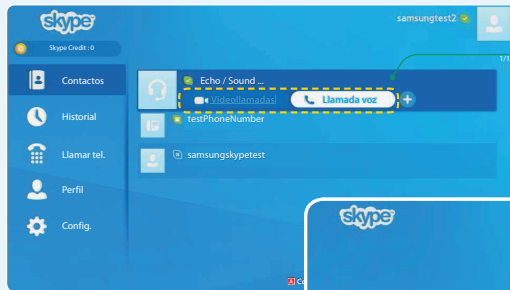 skype
samsungtest2
Skype Credit : 0
1/1
Contactos
Echo / Sound ...
Videollamadas
Llamada voz
Historial
testPhoneNumber
Llamar tel.
samsungskypetest
Perfil
skype
Config.
A